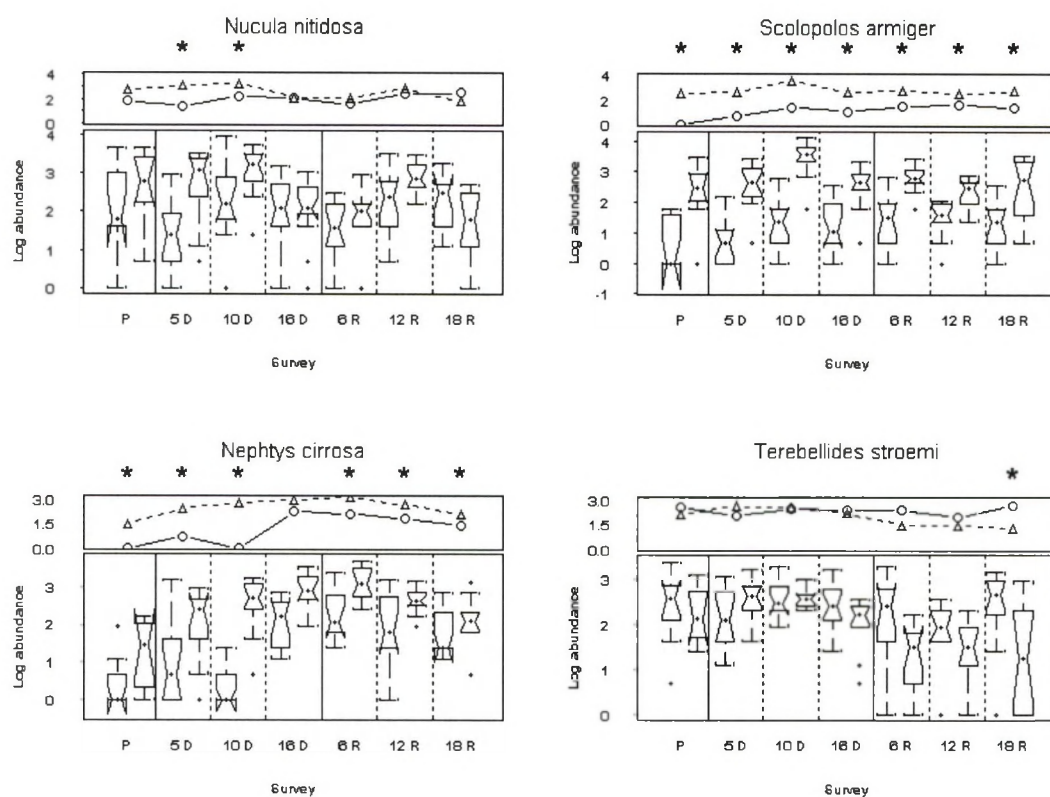 Nucula nitidosa
* *
4
2
0
Log abundance
4
3
2
1
0
P 5 D 10 D 16 D 6 R 12 R 18 R
Survey
Scolopolos armiger
* * * * * * *
4
2
0
Log abundance
4
3
2
1
0
-1
P 5 D 10 D 16 D 6 R 12 R 18 R
Survey
Nephtys cirrosa
* * * * * *
3.0
1.5
0.0
Log abundance
3
2
1
0
P 5 D 10 D 16 D 6 R 12 R 18 R
Survey
Terebellides stroemi
*
3.0
1.5
0.0
Log abundance
3
2
1
0
P 5 D 10 D 16 D 6 R 12 R 18 R
Survey